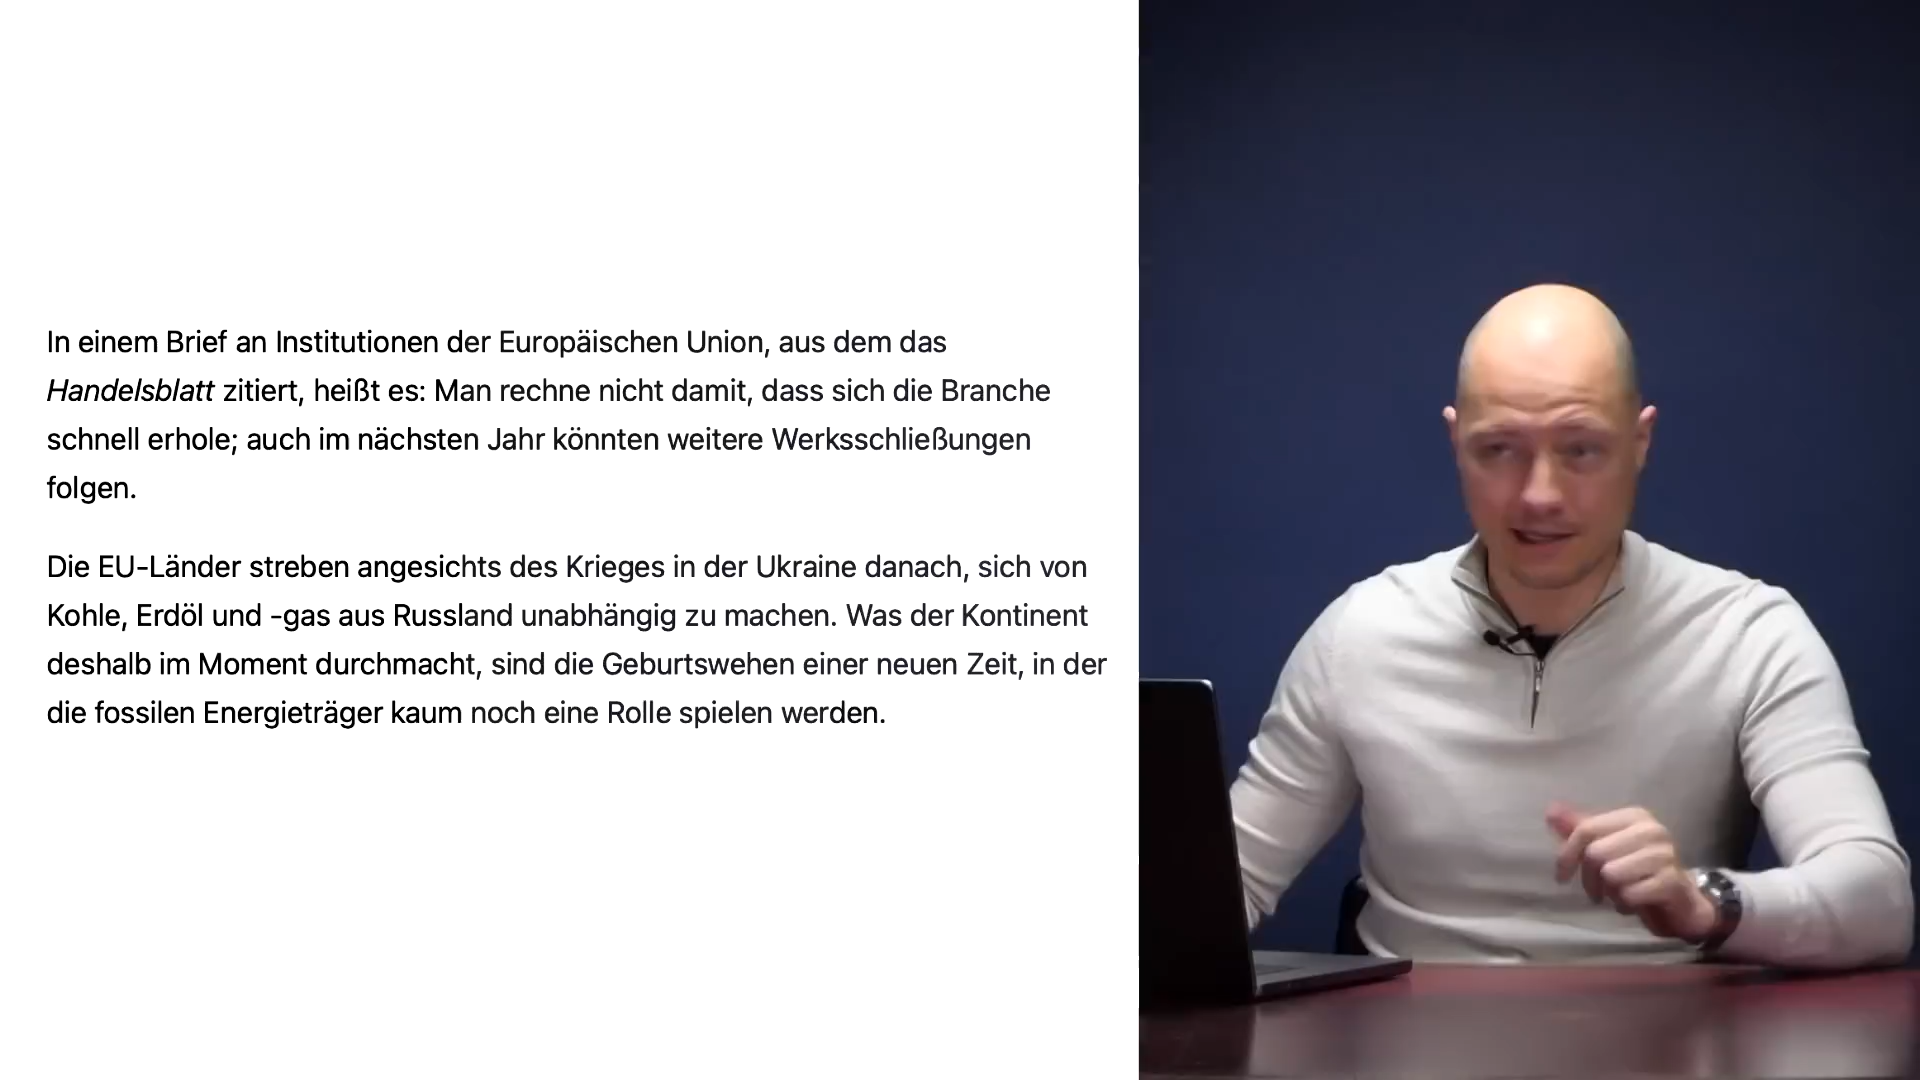 In einem Brief an Institutionen der Europäischen Union, aus dem das
Handelsblatt zitiert, heißt es: Man rechne nicht damit, dass sich die Branche
schnell erhole; auch im nächsten Jahr könnten weitere Werksschließungen
folgen.
Die EU-Länder streben angesichts des Krieges in der Ukraine danach, sich von
Kohle, Erdöl und -gas aus Russland unabhängig zu machen. Was der Kontinent
deshalb im Moment durchmacht, sind die Geburtswehen einer neuen Zeit, in der
die fossilen Energieträger kaum noch eine Rolle spielen werden.